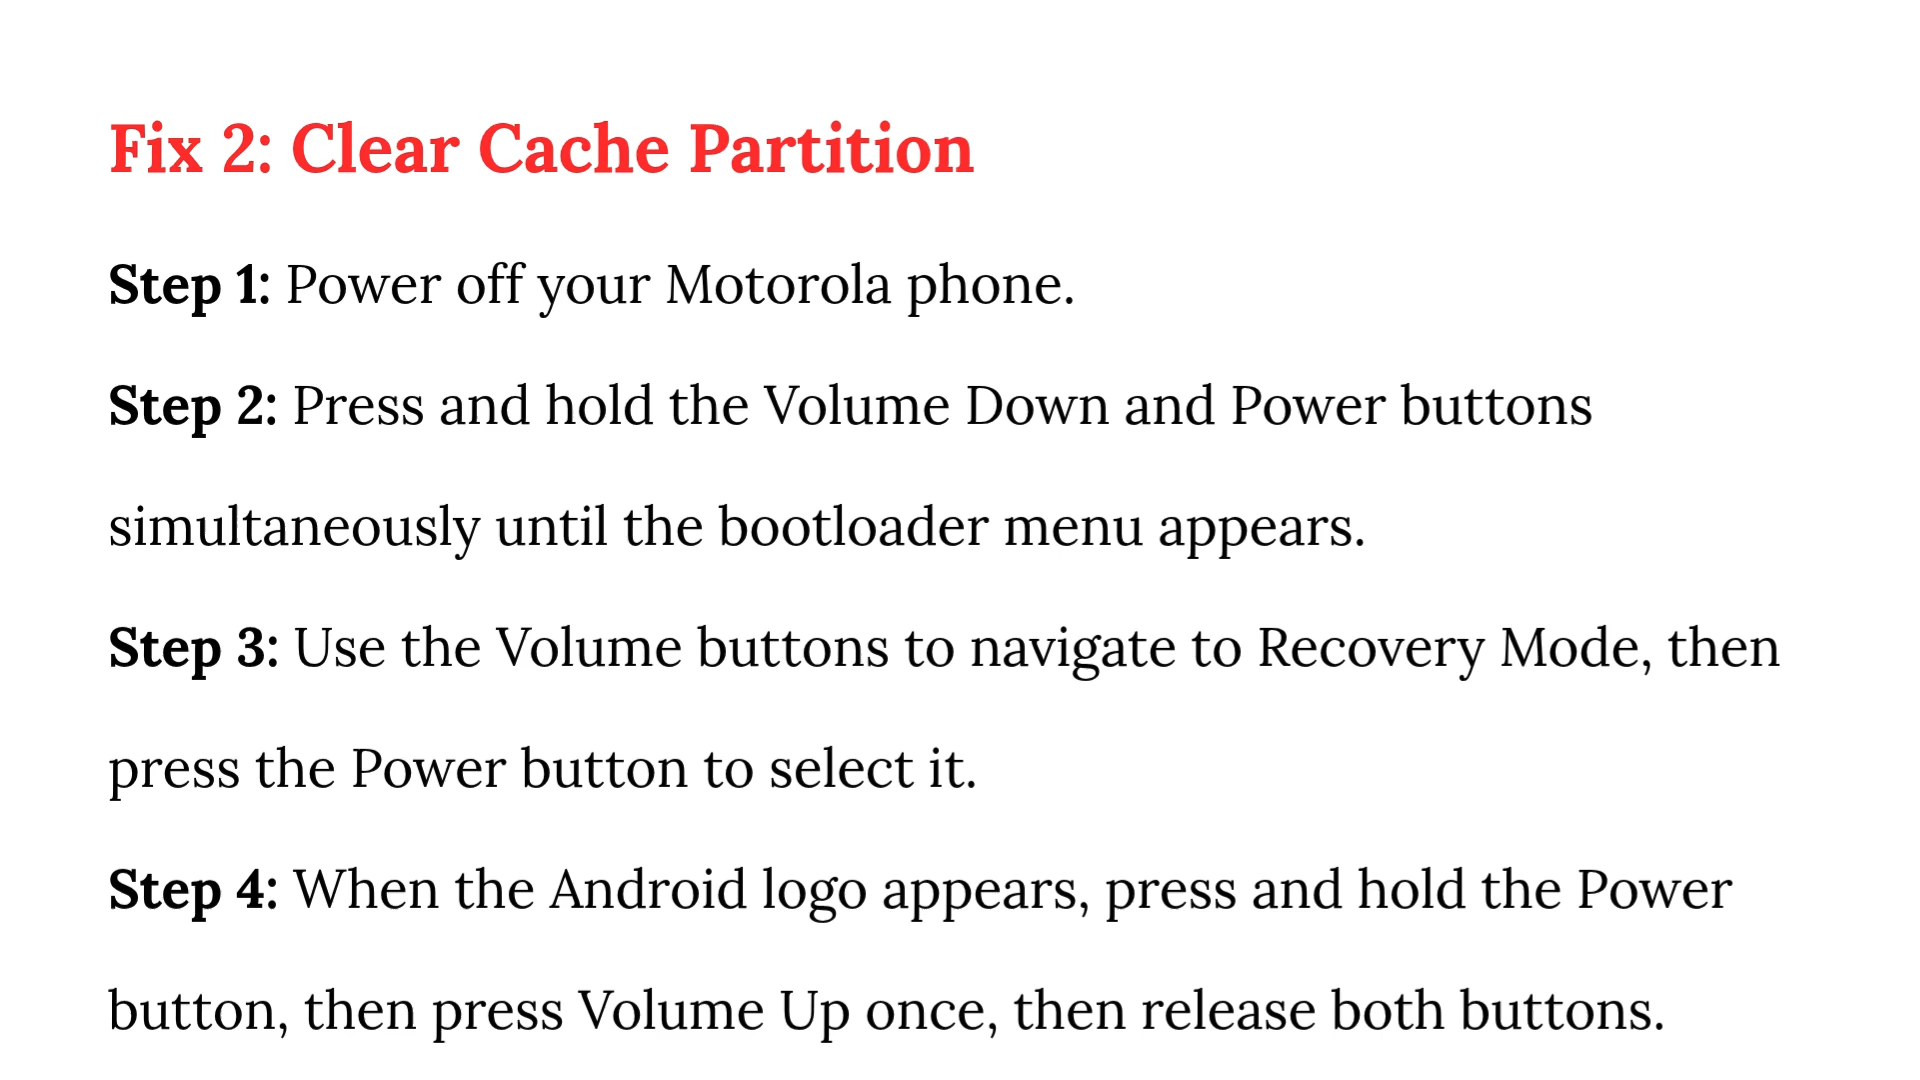 Fix 2: Clear Cache Partition
Step 1: Power off your Motorola phone.
Step 2: Press and hold the Volume Down and Power buttons
simultaneously until the bootloader menu appears.
Step 3: Use the Volume buttons to navigate to Recovery Mode, then
press the Power button to select it.
Step 4: When the Android logo appears, press and hold the Power
button, then press Volume Up once, then release both buttons.